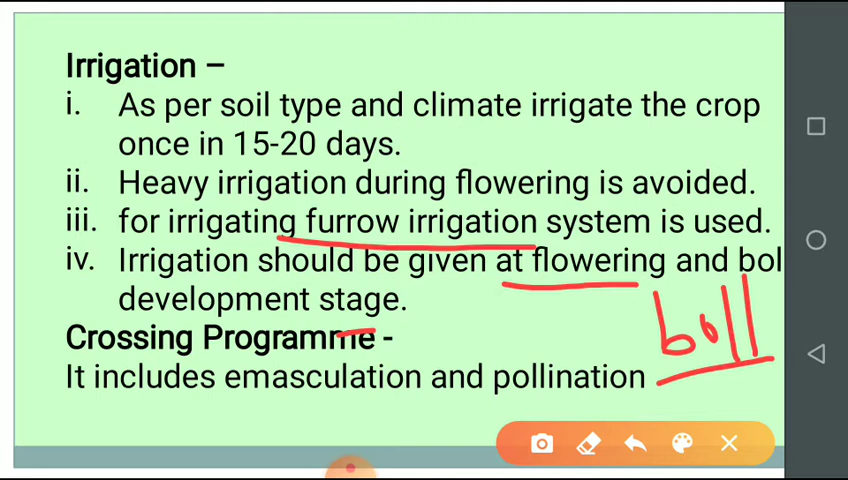 Irrigation –
i. As per soil type and climate irrigate the crop
once in 15-20 days.
ii. Heavy irrigation during flowering is avoided.
iii. for irrigating furrow irrigation system is used.
iv. Irrigation should be given at flowering and bol
development stage.
boll
Crossing Programme -
It includes emasculation and pollination